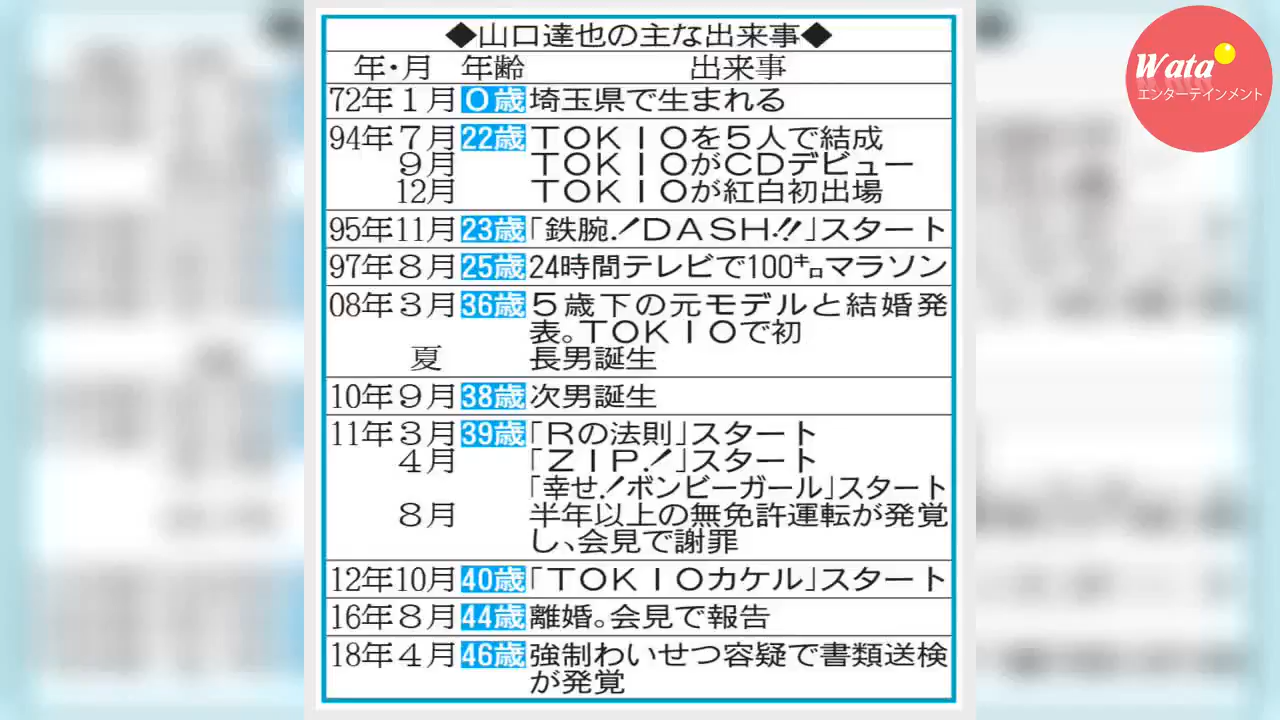 ◆山口達也の主な出来事◆
年・月 年齢 出来事
72年1月 0歳 埼玉県で生まれる
94年7月 22歳 TOKIOを5人で結成
9月 TOKIOがCDデビュー
12月 TOKIOが紅白初出場
95年11月 23歳 「鉄腕!DASH!!」スタート
97年8月 25歳 24時間テレビで100㌔マラソン
08年3月 36歳 5歳下の元モデルと結婚発
表。TOKIOで初
夏 長男誕生
10年9月 38歳 次男誕生
11年3月 39歳 「Rの法則」スタート
4月 「ZIP!」スタート
「幸せ!ボンビーガール」スタート
8月 半年以上の無免許運転が発覚
し、会見で謝罪
12年10月 40歳 「TOKIOカケル」スタート
16年8月 44歳 離婚。会見で報告
18年4月 46歳 強制わいせつ容疑で書類送検
が発覚
Wata
エンターテインメント